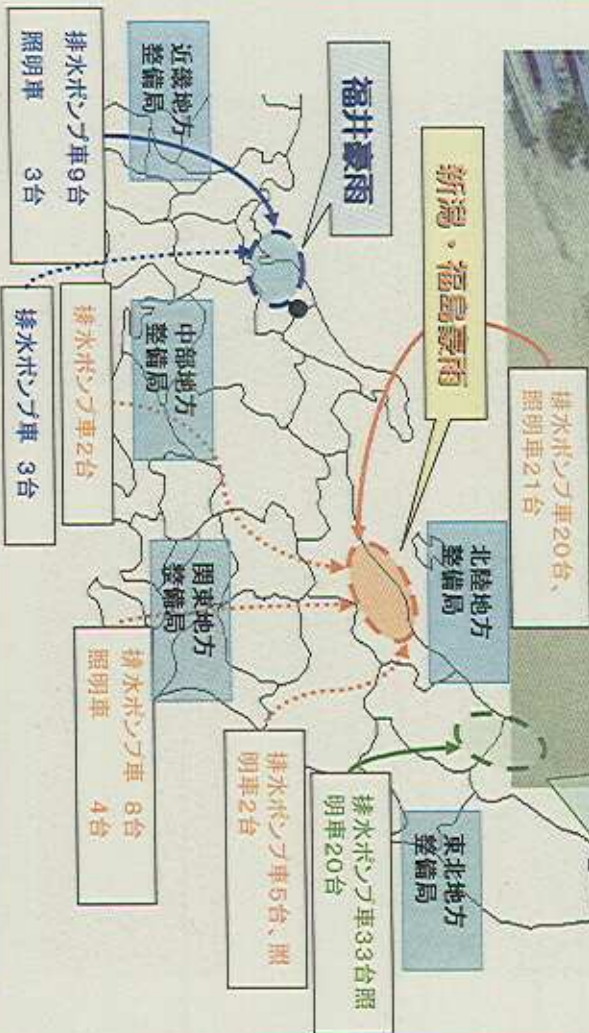 排水ポンプ車20台、
照明車21台
新潟・福島豪雨
福井豪雨
北陸地方
整備局
東北地方
整備局
近畿地方
整備局
中部地方
整備局
関東地方
整備局
排水ポンプ車33台照
明車20台
排水ポンプ車5台、照
明車2台
排水ポンプ車 8台
照明車 4台
排水ポンプ車2台
排水ポンプ車 3台
排水ポンプ車9台
照明車 3台